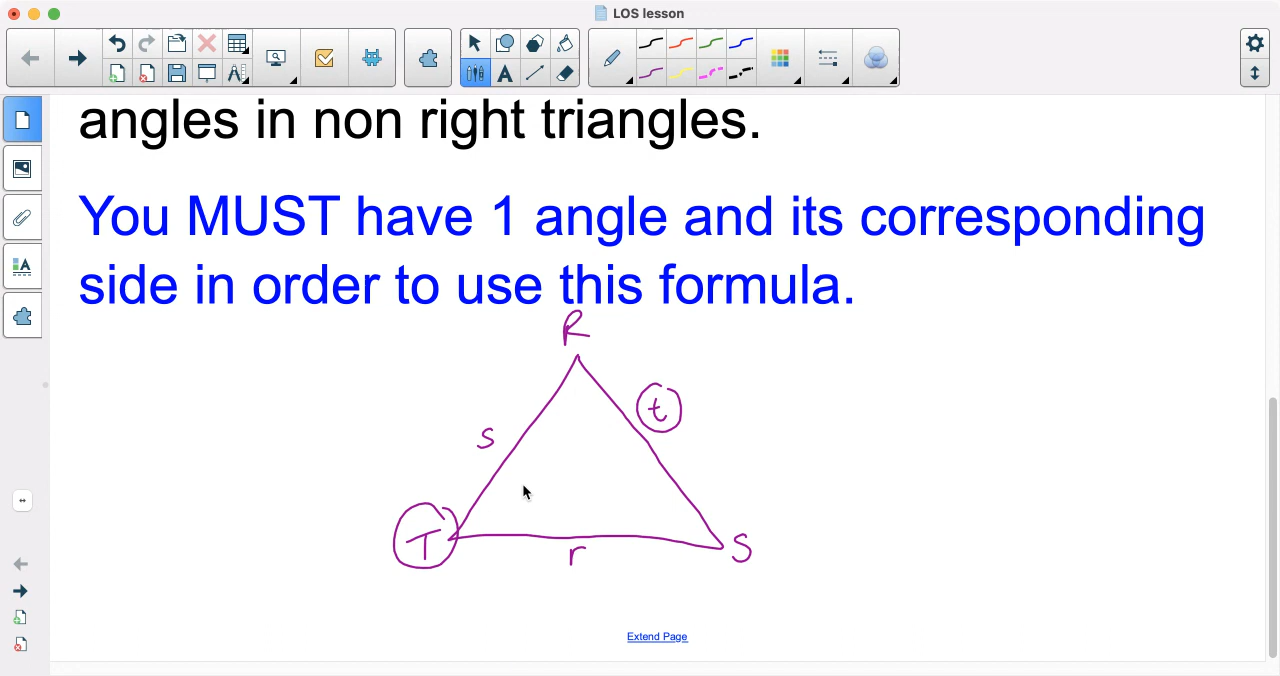 LOS lesson
angles in non right triangles.
You MUST have 1 angle and its corresponding
side in order to use this formula.
R
t
s
T
r
S
Extend Page